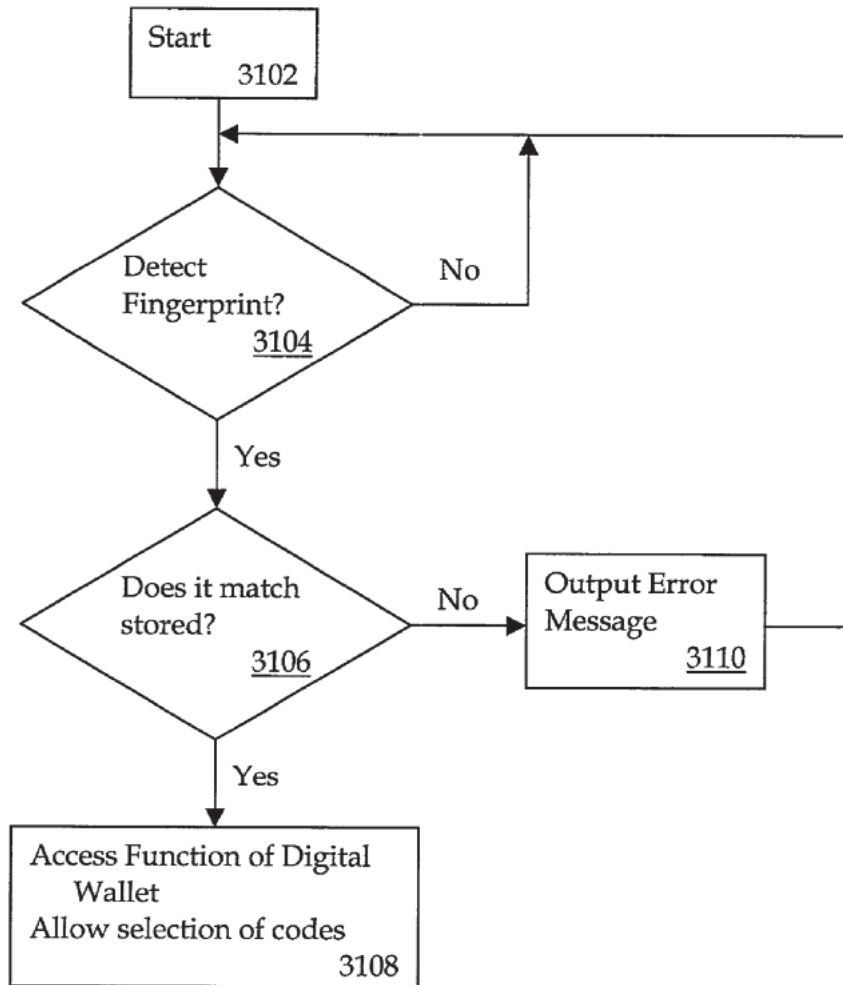 Start
3102
Detect
Fingerprint?
3104
No
Yes
Does it match
stored?
3106
No
Output Error
Message
3110
Yes
Access Function of Digital
Wallet
Allow selection of codes
3108